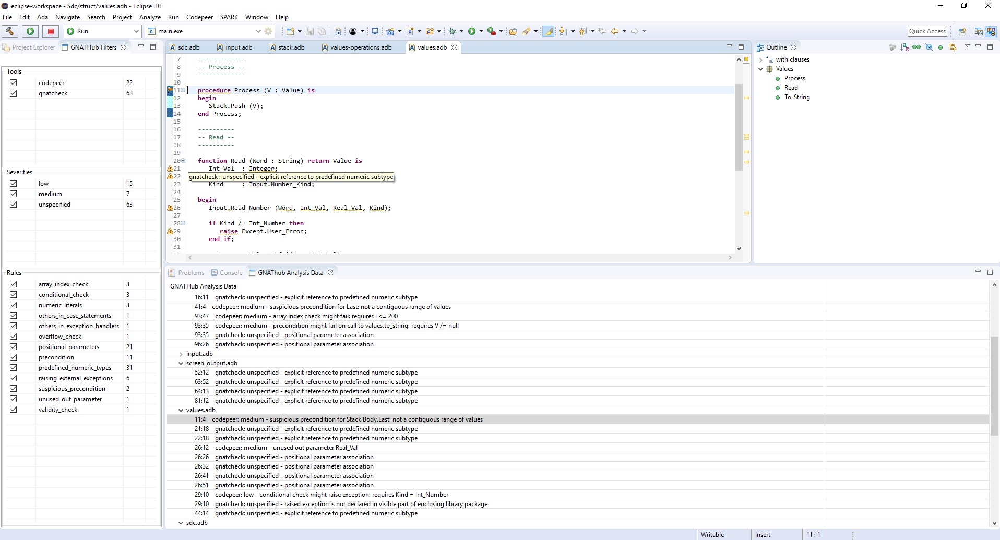 eclipse-workspace - Sdc/struct/values.adb - Eclipse IDE
File Edit Ada Navigate Search Project Analyze Run Codepeer SPARK Window Help
Run main.exe Quick Access
Project Explorer GNATHub Filters
Tools
codepeer 22
gnatcheck 63
Severities
low 15
medium 7
unspecified 63
Rules
array_index_check 3
conditional_check 3
numeric_literals 3
others_in_case_statements 1
others_in_exception_handlers 1
overflow_check 1
positional_parameters 21
precondition 11
predefined_numeric_types 31
raising_external_exceptions 6
suspicious_precondition 2
unused_out_parameter 1
validity_check 1
sdc.adb input.adb stack.adb values-operations.adb values.adb
7 -------------
8 -- Process --
9 -------------
10
11 procedure Process (V : Value) is
12 begin
13 Stack.Push (V);
14 end Process;
15
16 ----------
17 -- Read --
18 ----------
19
20 function Read (Word : String) return Value is
21 Int_Val : Integer;
22 gnatcheck : unspecified - explicit reference to predefined numeric subtype
23 Kind : Input.Number_Kind;
24
25 begin
26 Input.Read_Number (Word, Int_Val, Real_Val, Kind);
27
28 if Kind /= Int_Number then
29 raise Except.User_Error;
30 end if;
31
Outline
with clauses
Values
Process
Read
To_String
Problems Console GNAThub Analysis Data
GNATHub Analysis Data
16:11 gnatcheck: unspecified - explicit reference to predefined numeric subtype
41:4 codepeer: medium - suspicious precondition for Last: not a contiguous range of values
93:47 codepeer: medium - array index check might fail: requires I <= 200
93:35 codepeer: medium - precondition might fail on call to values.to_string: requires V /= null
93:35 gnatcheck: unspecified - positional parameter association
96:26 gnatcheck: unspecified - positional parameter association
input.adb
screen_output.adb
52:12 gnatcheck: unspecified - explicit reference to predefined numeric subtype
63:52 gnatcheck: unspecified - explicit reference to predefined numeric subtype
64:13 gnatcheck: unspecified - explicit reference to predefined numeric subtype
81:12 gnatcheck: unspecified - explicit reference to predefined numeric subtype
values.adb
11:4 codepeer: medium - suspicious precondition for Stack'Body.Last: not a contiguous range of values
21:18 gnatcheck: unspecified - explicit reference to predefined numeric subtype
22:18 gnatcheck: unspecified - explicit reference to predefined numeric subtype
26:12 codepeer: medium - unused out parameter Real_Val
26:26 gnatcheck: unspecified - positional parameter association
26:32 gnatcheck: unspecified - positional parameter association
26:41 gnatcheck: unspecified - positional parameter association
26:51 gnatcheck: unspecified - positional parameter association
29:10 codepeer: low - conditional check might raise exception: requires Kind = Int_Number
29:10 gnatcheck: unspecified - raised exception is not declared in visible part of enclosing library package
44:14 gnatcheck: unspecified - explicit reference to predefined numeric subtype
sdc.adb
Writable Insert 11 : 1